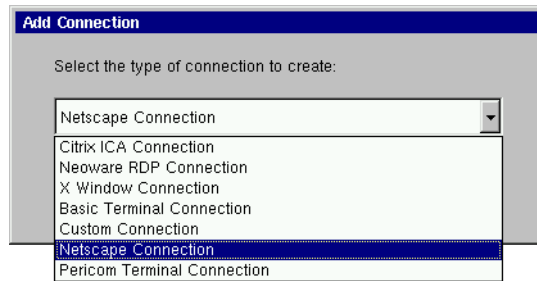 Add Connection
Select the type of connection to create:
Netscape Connection
Citrix ICA Connection
Neoware RDP Connection
X Window Connection
Basic Terminal Connection
Custom Connection
Netscape Connection
Pericom Terminal Connection